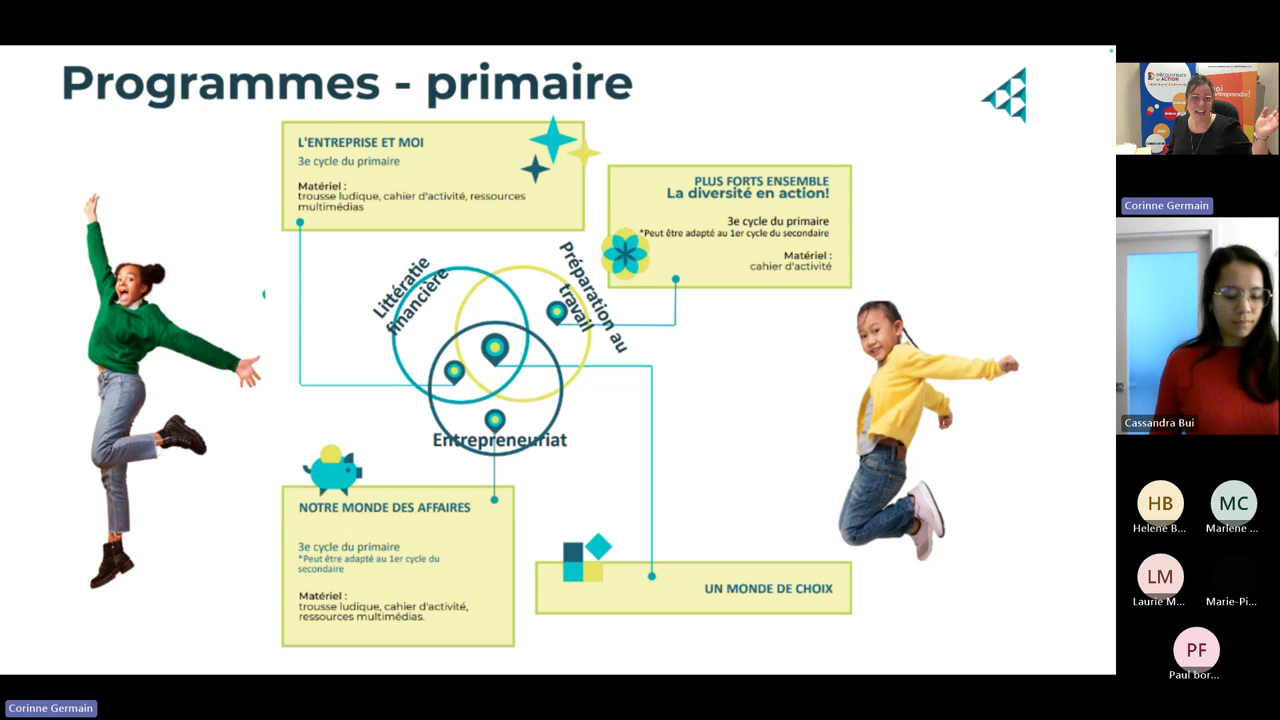 Programmes - primaire
L'ENTREPRISE ET MOI
3e cycle du primaire
Matériel :
trousse ludique, cahier d'activité, ressources
multimédias
PLUS FORTS ENSEMBLE
La diversité en action!
3e cycle du primaire
*Peut être adapté au 1er cycle du secondaire
Matériel :
cahier d'activité
Littératie
financière
Préparation au
travail
Entrepreneuriat
NOTRE MONDE DES AFFAIRES
3e cycle du primaire
*Peut être adapté au 1er cycle du
secondaire
Matériel :
trousse ludique, cahier d'activité,
ressources multimédias.
UN MONDE DE CHOIX
Corinne Germain
Cassandra Bui
HB
Helene B...
MC
Marlene ...
LM
Laurie M...
Marie-Pi...
PF
Paul bor...
Corinne Germain